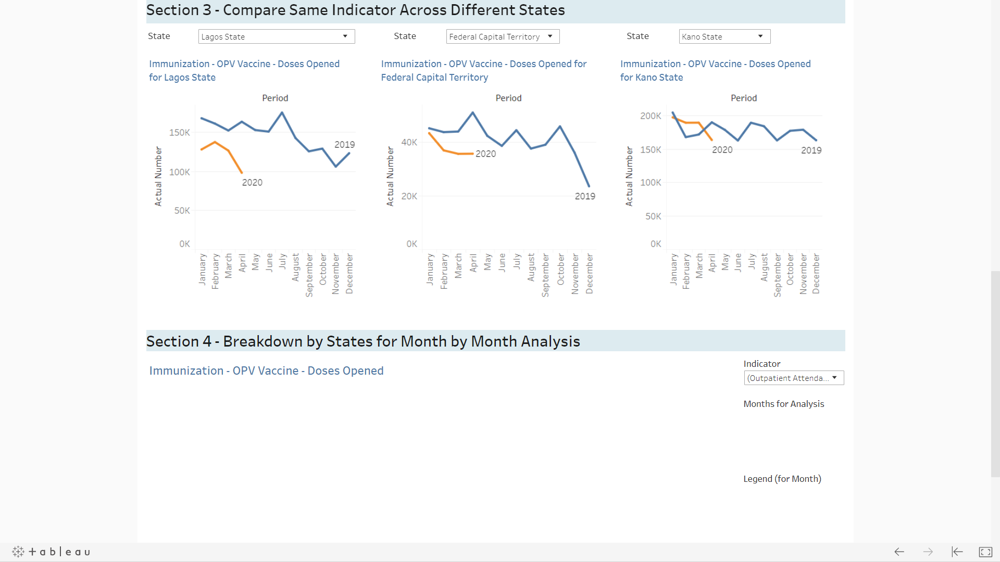 Section 3 - Compare Same Indicator Across Different States
State
Lagos State
State
Federal Capital Territory
State
Kano State
Immunization - OPV Vaccine - Doses Opened
for Lagos State
Immunization - OPV Vaccine - Doses Opened for
Federal Capital Territory
Immunization - OPV Vaccine - Doses Opened
for Kano State
Period
Actual Number
150K
100K
50K
0K
2019
2020
January
February
March
April
May
June
July
August
September
October
November
December
Period
Actual Number
40K
20K
0K
2020
2019
January
February
March
April
May
June
July
August
September
October
November
December
Period
Actual Number
200K
150K
100K
50K
0K
2020
2019
January
February
March
April
May
June
July
August
September
October
November
December
Section 4 - Breakdown by States for Month by Month Analysis
Immunization - OPV Vaccine - Doses Opened
Indicator
(Outpatient Attenda...
Months for Analysis
Legend (for Month)
+ableau